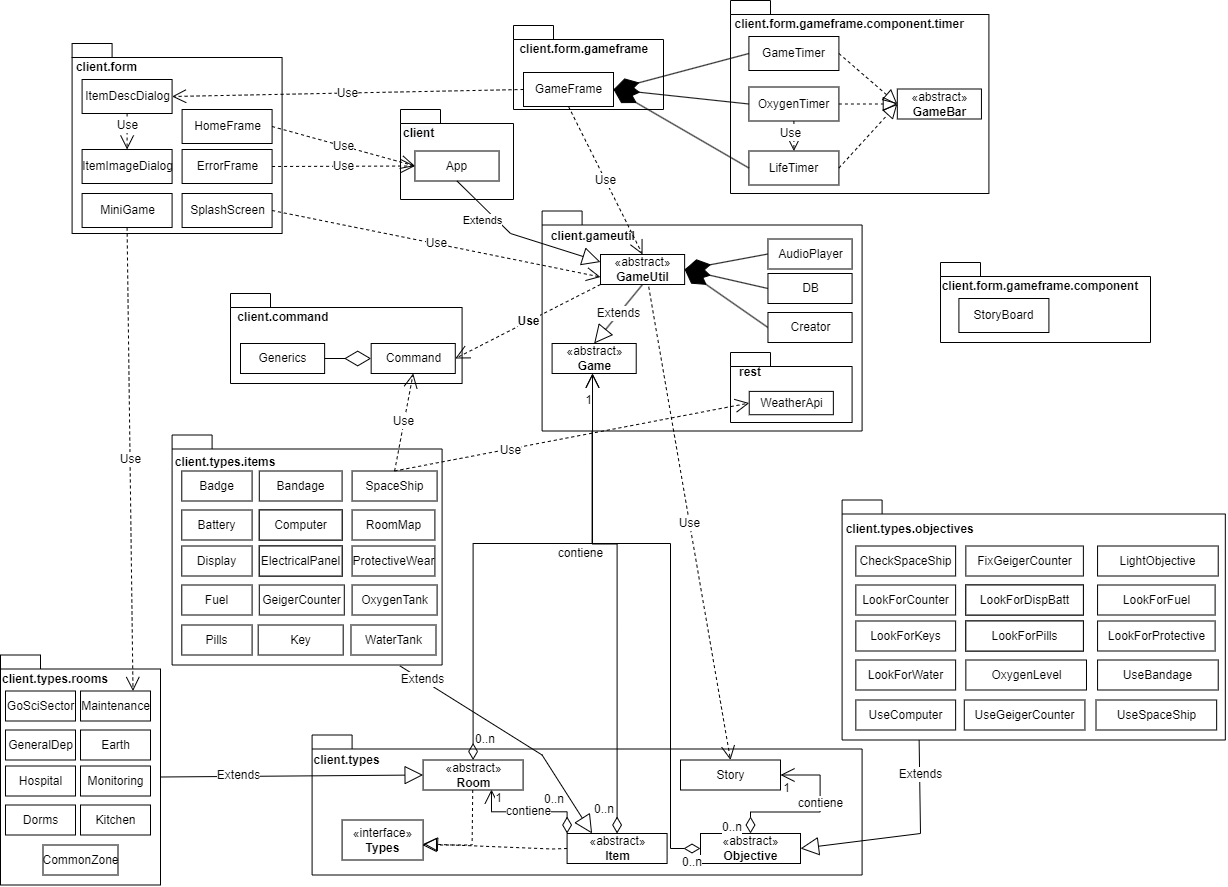 client.form.gameframe.component.timer
GameTimer
OxygenTimer
Use
LifeTimer
«abstract»
GameBar
client.form.gameframe
GameFrame
client.form
ItemDescDialog
Use
ItemImageDialog
HomeFrame
ErrorFrame
MiniGame
SplashScreen
Use
client
App
Use
Use
Use
Extends
Use
client.gameutil
«abstract»
GameUtil
AudioPlayer
DB
Creator
Extends
«abstract»
Game
1
rest
WeatherApi
client.form.gameframe.component
StoryBoard
client.command
Generics
Command
Use
Use
Use
Use
Use
client.types.items
Badge
Bandage
SpaceShip
Battery
Computer
RoomMap
Display
ElectricalPanel
ProtectiveWear
Fuel
GeigerCounter
OxygenTank
Pills
Key
WaterTank
contiene
Extends
client.types.objectives
CheckSpaceShip
FixGeigerCounter
LightObjective
LookForCounter
LookForDispBatt
LookForFuel
LookForKeys
LookForPills
LookForProtective
LookForWater
OxygenLevel
UseBandage
UseComputer
UseGeigerCounter
UseSpaceShip
Extends
client.types.rooms
GoSciSector
Maintenance
GeneralDep
Earth
Hospital
Monitoring
Dorms
Kitchen
CommonZone
Extends
client.types
0..n
«abstract»
Room
1
contiene
0..n
0..n
«interface»
Types
«abstract»
Item
Story
1
contiene
0..n
«abstract»
Objective
0..n